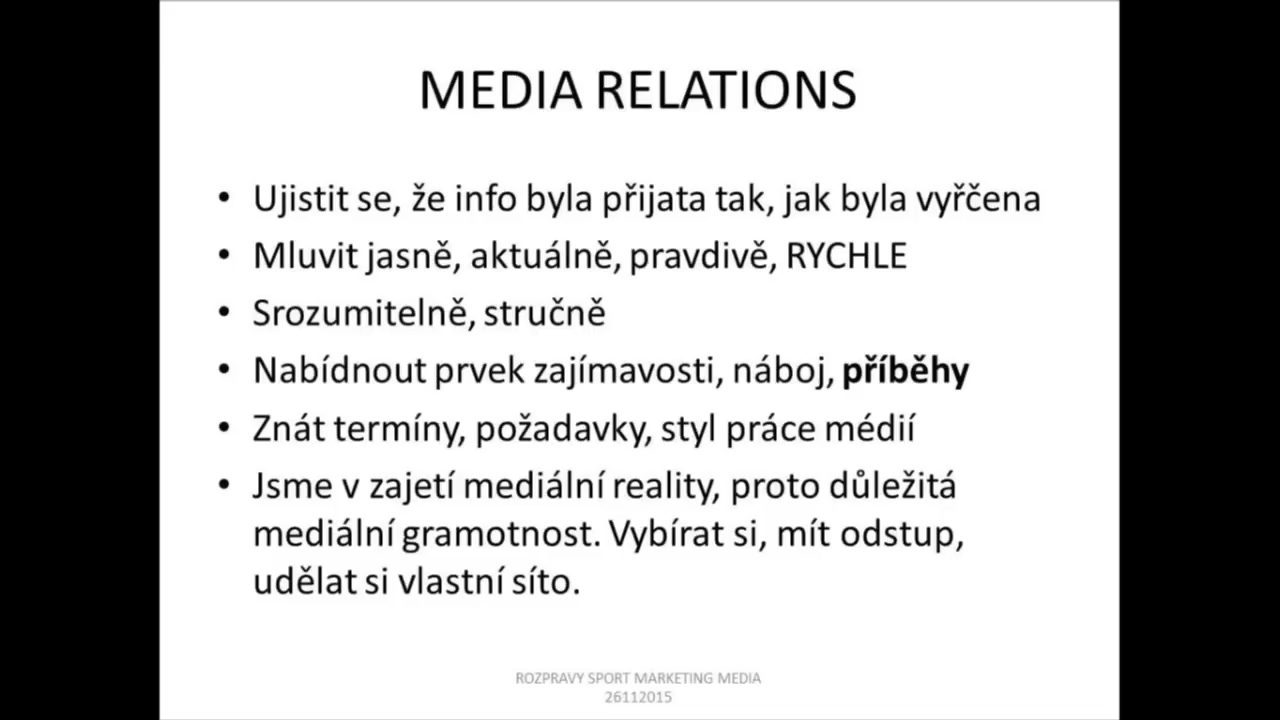 MEDIA RELATIONS
• Ujistit se, že info byla přijata tak, jak byla vyřčena
• Mluvit jasně, aktuálně, pravdivě, RYCHLE
• Srozumitelně, stručně
• Nabídnout prvek zajímavosti, náboj, příběhy
• Znát termíny, požadavky, styl práce médií
• Jsme v zajetí mediální reality, proto důležitá
mediální gramotnost. Vybírat si, mít odstup,
udělat si vlastní síto.
ROZPRAVY SPORT MARKETING MEDIA
26112015